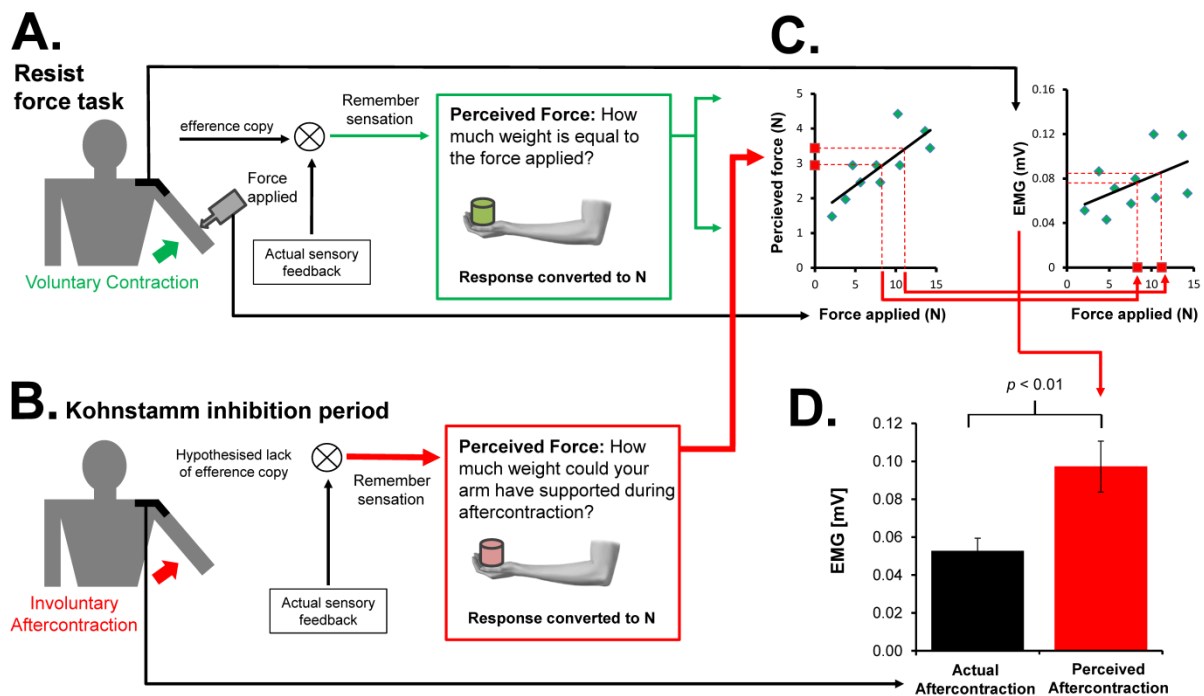 A.
Resist
force task
efference copy
Remember
sensation
Force
applied
Actual sensory
feedback
Voluntary Contraction
Perceived Force: How
much weight is equal to
the force applied?
Response converted to N
B.
Kohnstamm inhibition period
Hypothesised lack
of efference copy
Remember
sensation
Actual sensory
feedback
Involuntary
Aftercontraction
Perceived Force: How
much weight could your
arm have supported during
aftercontraction?
Response converted to N
C.
Percieved force (N)
5
4
3
2
1
0
0 5 10 15
Force applied (N)
EMG (mV)
0.16
0.12
0.08
0.04
0
0 5 10 15
Force applied (N)
D.
p < 0.01
EMG [mV]
0.12
0.10
0.08
0.06
0.04
0.02
0.00
Actual
Aftercontraction
Perceived
Aftercontraction